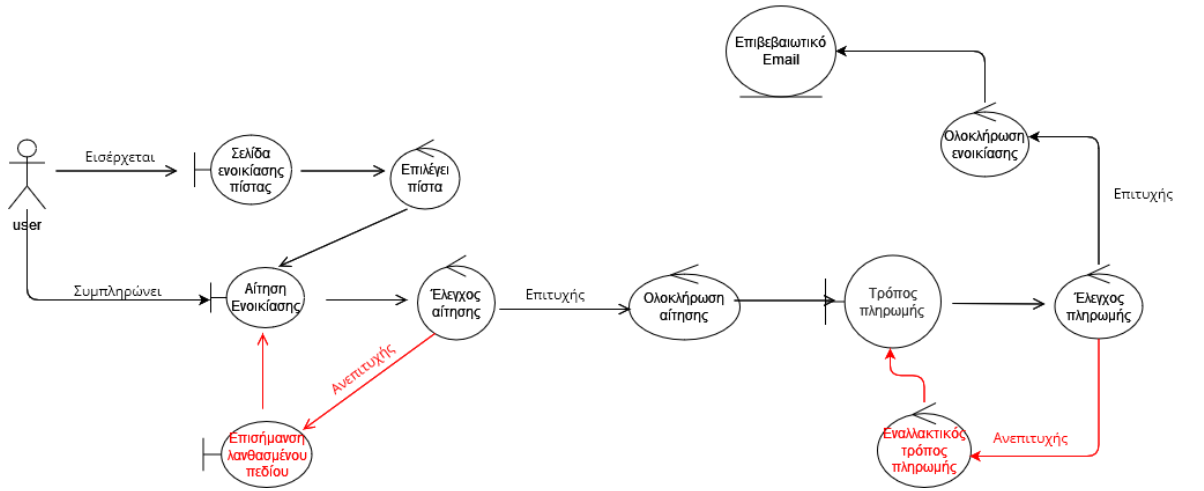 Επιβεβαιωτικό
Email
Ολοκλήρωση
ενοικίασης
Εισέρχεται
Σελίδα
ενοικίασης
πίστας
Επιλέγει
πίστα
user
Επιτυχής
Συμπληρώνει
Αίτηση
Ενοικίασης
Έλεγχος
αίτησης
Επιτυχής
Ολοκλήρωση
αίτησης
Τρόπος
πληρωμής
Έλεγχος
πληρωμής
Ανεπιτυχής
Επισήμανση
λανθασμένου
πεδίου
Εναλλακτικός
τρόπος
πληρωμής
Ανεπιτυχής